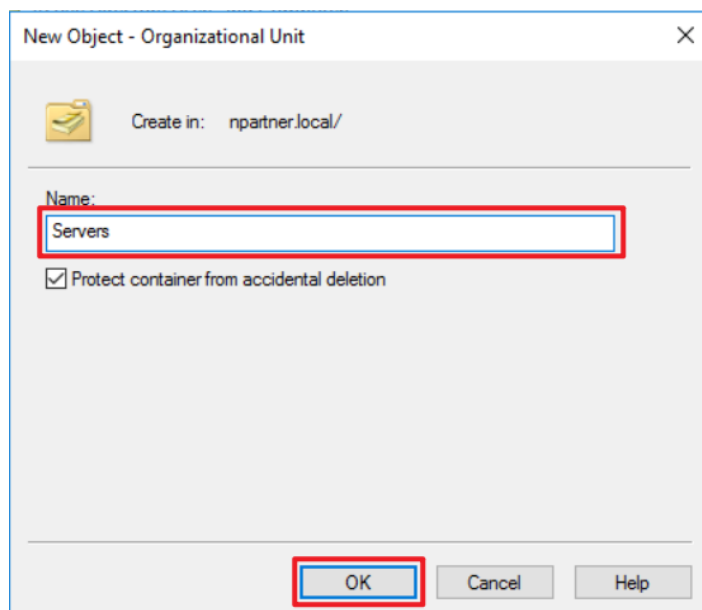 New Object - Organizational Unit
Create in: npartner.local/
Name:
Servers
Protect container from accidental deletion
OK Cancel Help